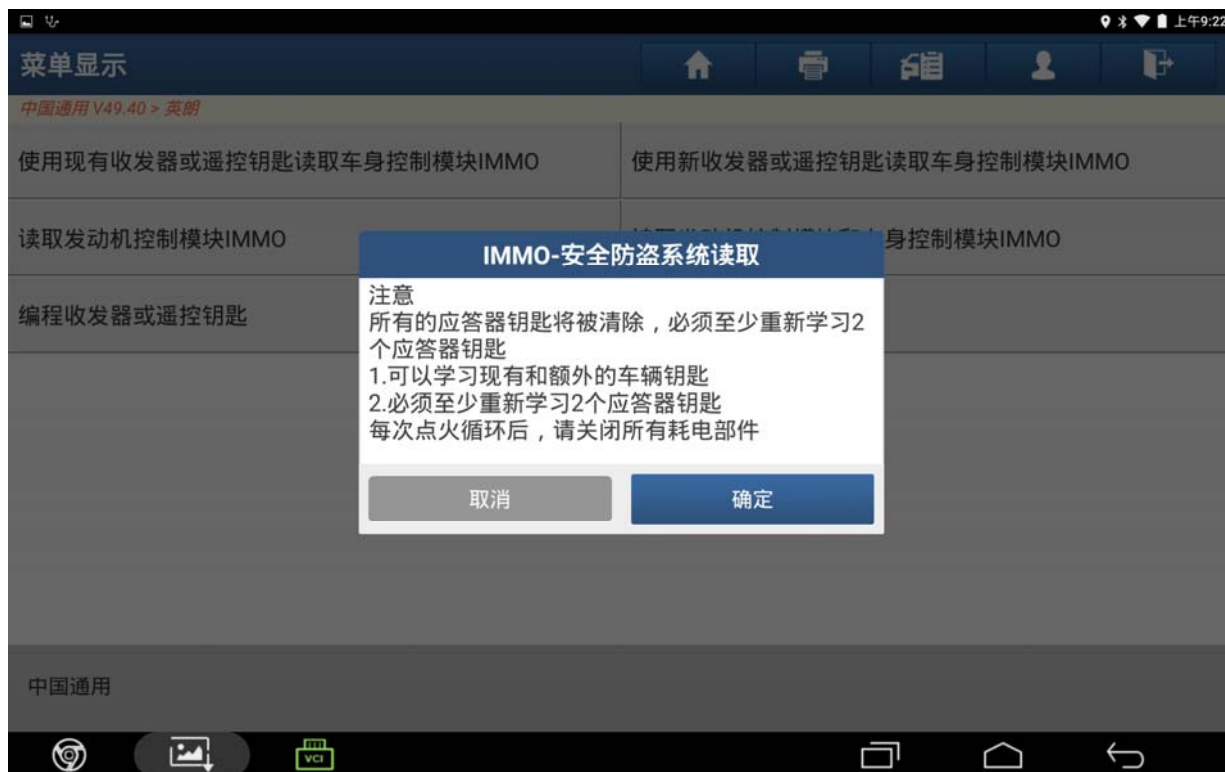 上午9:22
菜单显示
中国通用 V49.40 > 英朗
使用现有收发器或遥控钥匙读取车身控制模块IMMO
使用新收发器或遥控钥匙读取车身控制模块IMMO
读取发动机控制模块IMMO
身控制模块IMMO
编程收发器或遥控钥匙
IMMO-安全防盗系统读取
注意
所有的应答器钥匙将被清除，必须至少重新学习2
个应答器钥匙
1.可以学习现有和额外的车辆钥匙
2.必须至少重新学习2个应答器钥匙
每次点火循环后，请关闭所有耗电部件
取消
确定
中国通用
VCI